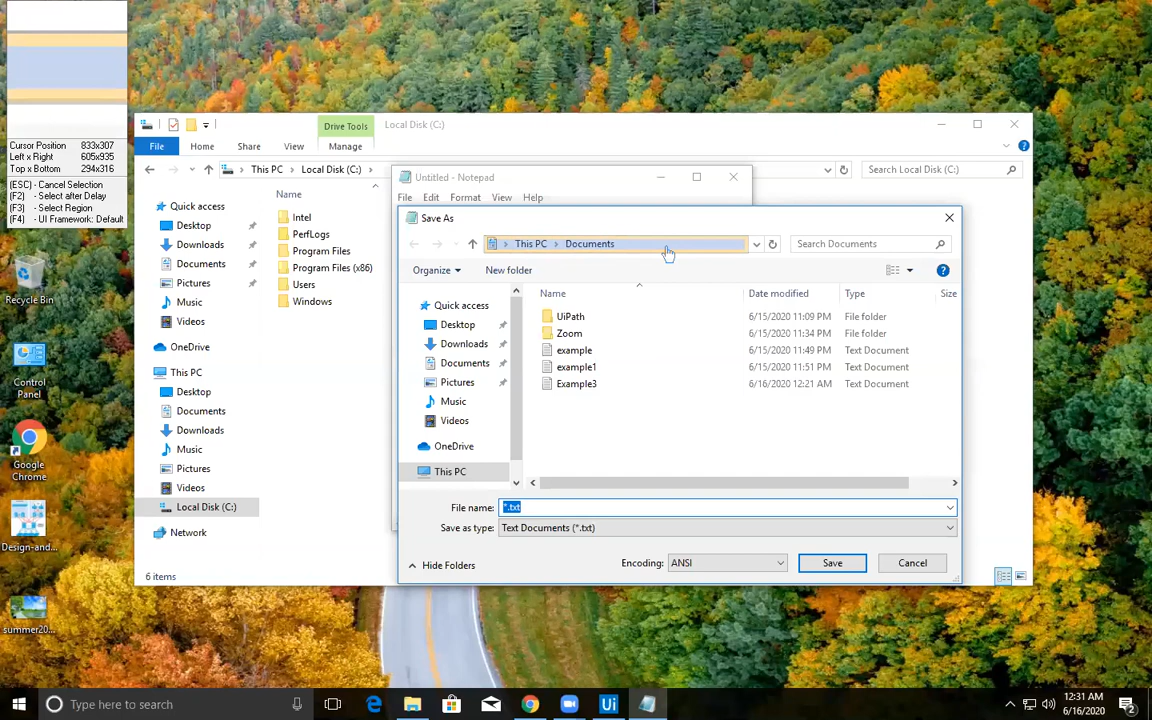 Cursor Position 833x307
Left x Right 605x935
Top x Bottom 294x316
(ESC) - Cancel Selection
(F2) - Select after Delay
(F3) - Select Region
(F4) - UI Framework: Default
Recycle Bin
Control
Panel
Google
Chrome
Design-and...
summer20...
Drive Tools
Local Disk (C:)
File
Home
Share
View
Manage
This PC
Local Disk (C:)
Search Local Disk (C:)
Quick access
Desktop
Downloads
Documents
Pictures
Music
Videos
OneDrive
This PC
Desktop
Documents
Downloads
Music
Pictures
Videos
Local Disk (C:)
Network
6 items
Name
Intel
PerfLogs
Program Files
Program Files (x86)
Users
Windows
Untitled - Notepad
File Edit Format View Help
Save As
This PC
Documents
Search Documents
Organize
New folder
Quick access
Desktop
Downloads
Documents
Pictures
Music
Videos
OneDrive
This PC
Name Date modified Type Size
UiPath 6/15/2020 11:09 PM File folder
Zoom 6/15/2020 11:34 PM File folder
example 6/15/2020 11:49 PM Text Document
example1 6/15/2020 11:51 PM Text Document
Example3 6/16/2020 12:21 AM Text Document
File name: *.txt
Save as type: Text Documents (*.txt)
Hide Folders
Encoding: ANSI
Save
Cancel
Type here to search
Ui
12:31 AM
6/16/2020
2